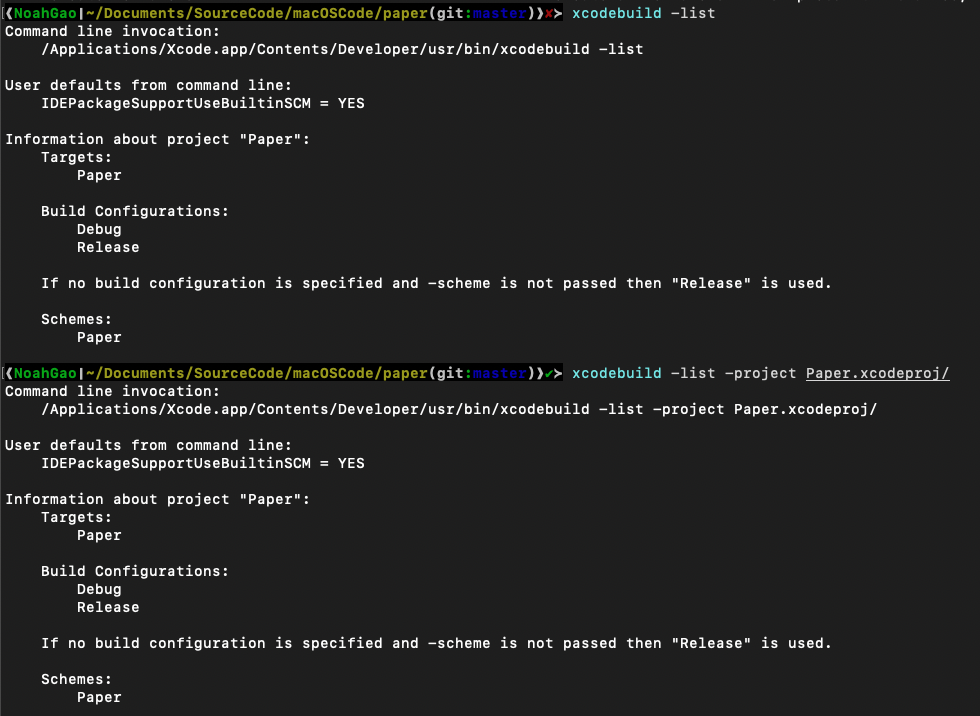 [⟪NoahGao|~/Documents/SourceCode/macOSCode/paper(git:master)⟫✘≻ xcodebuild -list
Command line invocation:
    /Applications/Xcode.app/Contents/Developer/usr/bin/xcodebuild -list
User defaults from command line:
    IDEPackageSupportUseBuiltinSCM = YES
Information about project "Paper":
    Targets:
        Paper
    Build Configurations:
        Debug
        Release
    If no build configuration is specified and -scheme is not passed then "Release" is used.
    Schemes:
        Paper
[⟪NoahGao|~/Documents/SourceCode/macOSCode/paper(git:master)⟫✔≻ xcodebuild -list -project Paper.xcodeproj/
Command line invocation:
    /Applications/Xcode.app/Contents/Developer/usr/bin/xcodebuild -list -project Paper.xcodeproj/
User defaults from command line:
    IDEPackageSupportUseBuiltinSCM = YES
Information about project "Paper":
    Targets:
        Paper
    Build Configurations:
        Debug
        Release
    If no build configuration is specified and -scheme is not passed then "Release" is used.
    Schemes:
        Paper